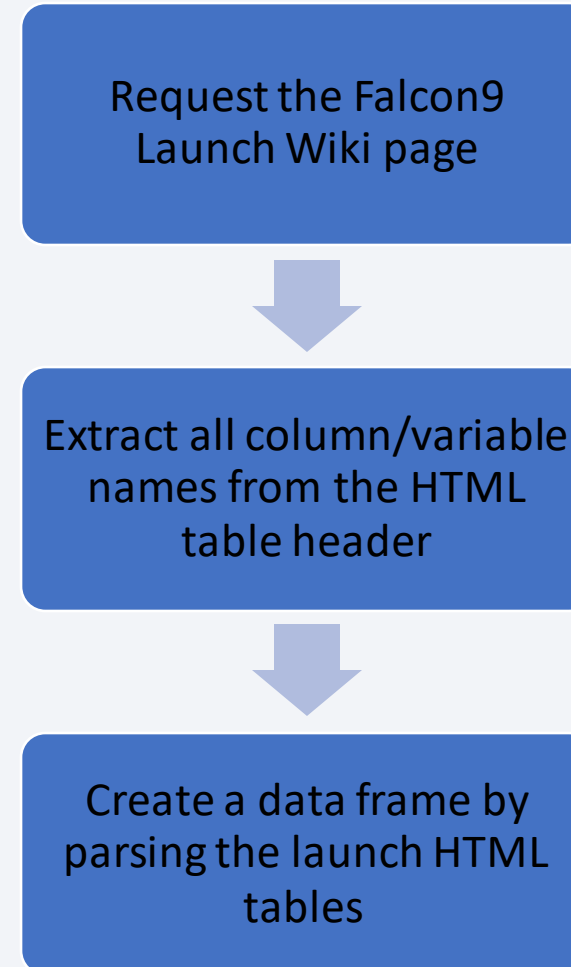 Request the Falcon9
Launch Wiki page
Extract all column/variable
names from the HTML
table header
Create a data frame by
parsing the launch HTML
tables